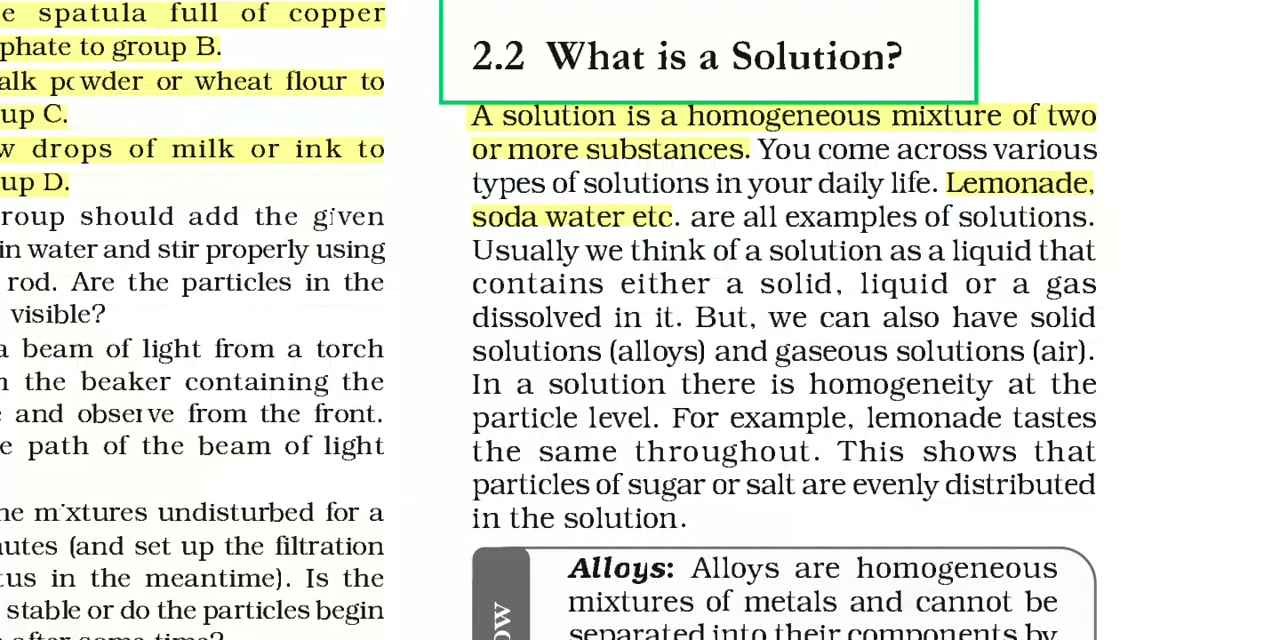 e spatula full of copper
phate to group B.
alk powder or wheat flour to
up C.
w drops of milk or ink to
up D.
roup should add the given
in water and stir properly using
rod. Are the particles in the
visible?
a beam of light from a torch
the beaker containing the
and observe from the front.
e path of the beam of light
he mixtures undisturbed for a
nutes (and set up the filtration
tus in the meantime). Is the
stable or do the particles begin
after some time?
2.2 What is a Solution?
A solution is a homogeneous mixture of two
or more substances. You come across various
types of solutions in your daily life. Lemonade,
soda water etc. are all examples of solutions.
Usually we think of a solution as a liquid that
contains either a solid, liquid or a gas
dissolved in it. But, we can also have solid
solutions (alloys) and gaseous solutions (air).
In a solution there is homogeneity at the
particle level. For example, lemonade tastes
the same throughout. This shows that
particles of sugar or salt are evenly distributed
in the solution.
Alloys: Alloys are homogeneous
mixtures of metals and cannot be
separated into their components by
ow